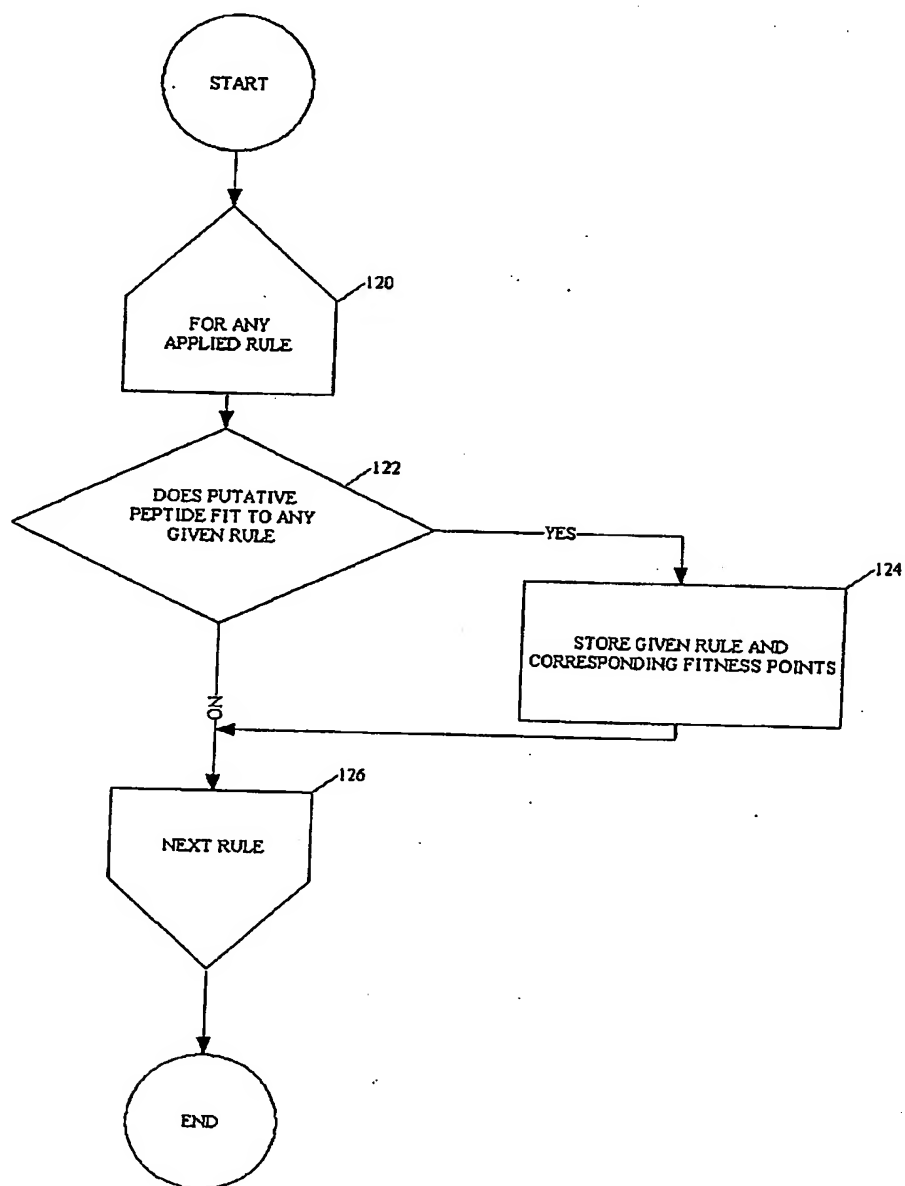 START
120
FOR ANY
APPLIED RULE
122
DOES PUTATIVE
PEPTIDE FIT TO ANY
GIVEN RULE
YES
124
STORE GIVEN RULE AND
CORRESPONDING FITNESS POINTS
NO
126
NEXT RULE
END